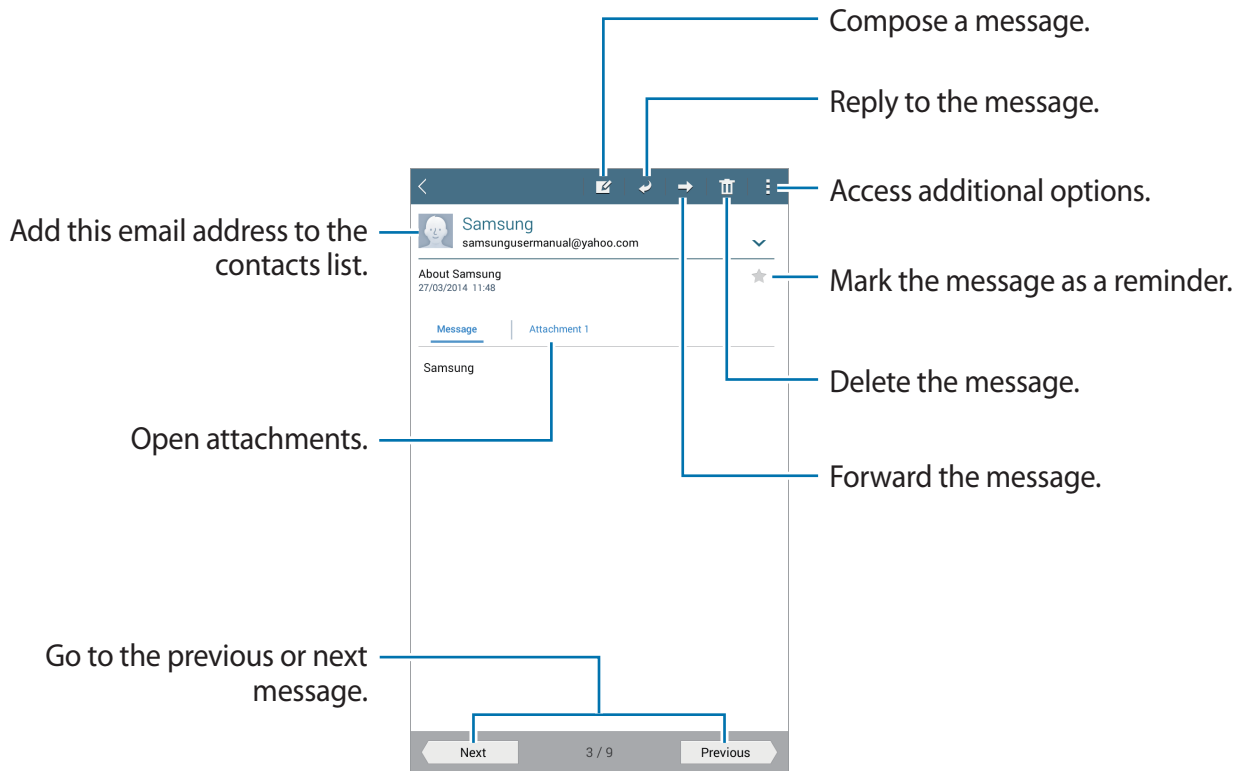 Compose a message.
Reply to the message.
Access additional options.
Add this email address to the
contacts list.
Samsung
samsungusermanual@yahoo.com
About Samsung
27/03/2014 11:48
Mark the message as a reminder.
Message
Attachment 1
Samsung
Delete the message.
Open attachments.
Forward the message.
Go to the previous or next
message.
Next
3 / 9
Previous